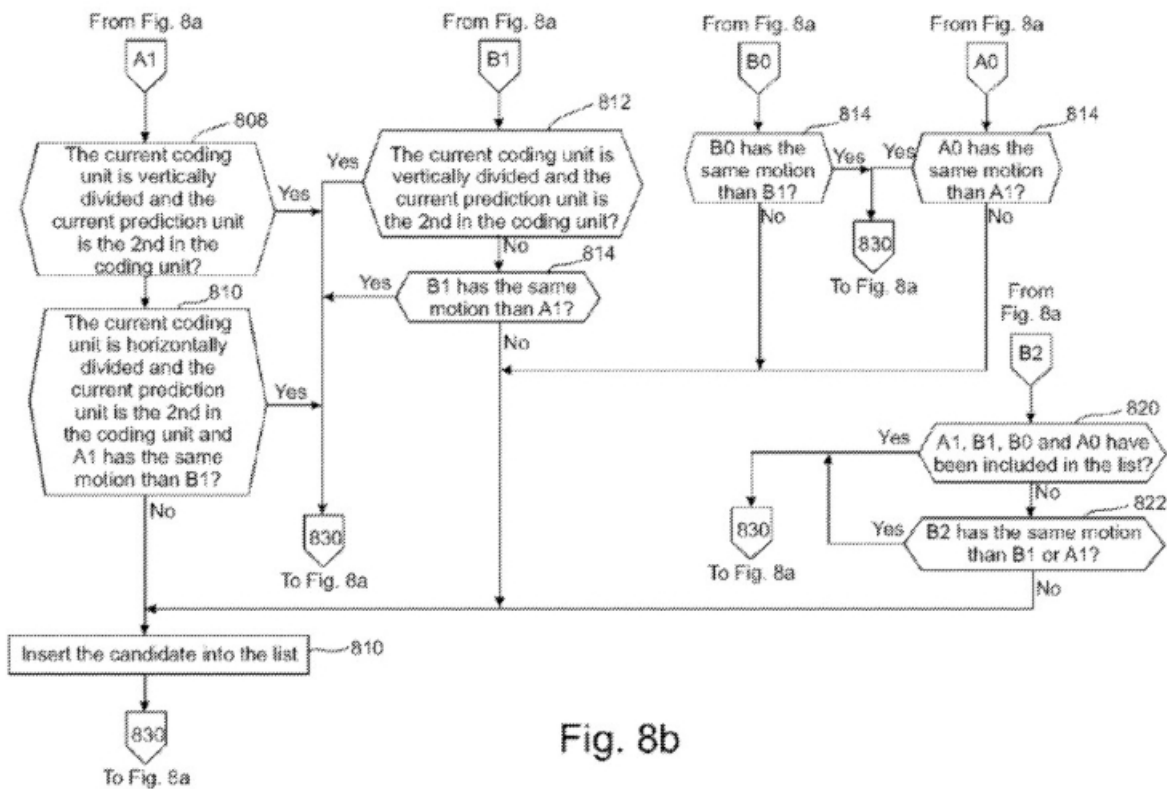 From Fig. 8a
A1
808
The current coding
unit is vertically
divided and the
current prediction unit
is the 2nd in the
coding unit?
Yes
810
The current coding
unit is horizontally
divided and the
current prediction
unit is the 2nd in
the coding unit and
A1 has the same
motion than B1?
Yes
No
From Fig. 8a
B1
812
Yes
The current coding unit is
vertically divided and the
current prediction unit is
the 2nd in the coding unit?
No
814
Yes
B1 has the same
motion than A1?
No
830
To Fig. 8a
From Fig. 8a
B0
814
B0 has the
same motion
than B1?
Yes
No
From Fig. 8a
A0
814
Yes
A0 has the
same motion
than A1?
No
830
To Fig. 8a
From
Fig. 8a
B2
820
Yes
A1, B1, B0 and A0 have
been included in the list?
No
822
Yes
B2 has the same motion
than B1 or A1?
No
830
To Fig. 8a
Insert the candidate into the list
810
830
To Fig. 8a
Fig. 8b